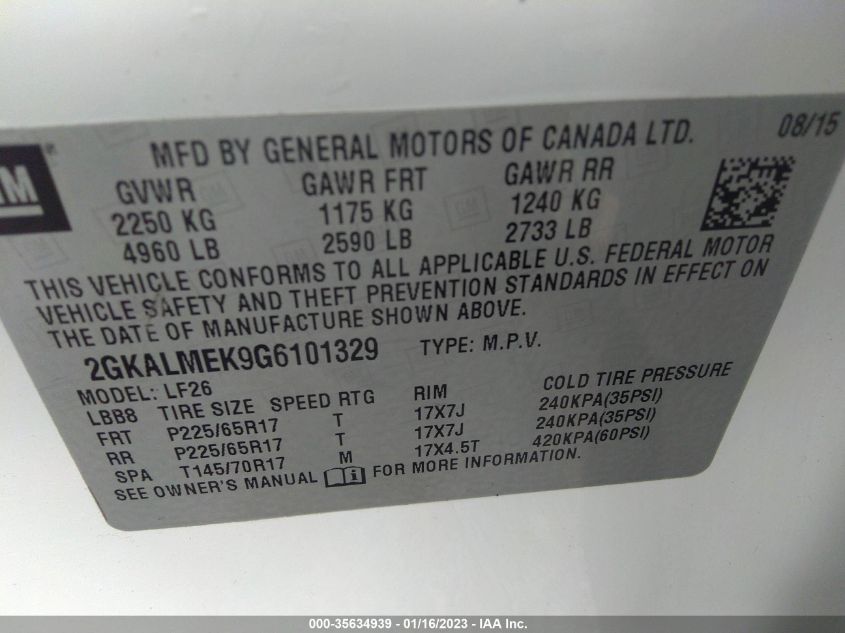 GM ® MFD BY GENERAL MOTORS OF CANADA LTD. 08/15
GVWR GAWR FRT GAWR RR
2250 KG 1175 KG 1240 KG
4960 LB 2590 LB 2733 LB
THIS VEHICLE CONFORMS TO ALL APPLICABLE U.S. FEDERAL MOTOR
VEHICLE SAFETY AND THEFT PREVENTION STANDARDS IN EFFECT ON
THE DATE OF MANUFACTURE SHOWN ABOVE.
2GKALMEK9G6101329 TYPE: M.P.V.
MODEL: LF26
LBB8 TIRE SIZE SPEED RTG RIM COLD TIRE PRESSURE
FRT P225/65R17 T 17X7J 240KPA(35PSI)
RR P225/65R17 T 17X7J 240KPA(35PSI)
SPA T145/70R17 M 17X4.5T 420KPA(60PSI)
SEE OWNER'S MANUAL FOR MORE INFORMATION.
000-35634939 - 01/16/2023 - IAA Inc.